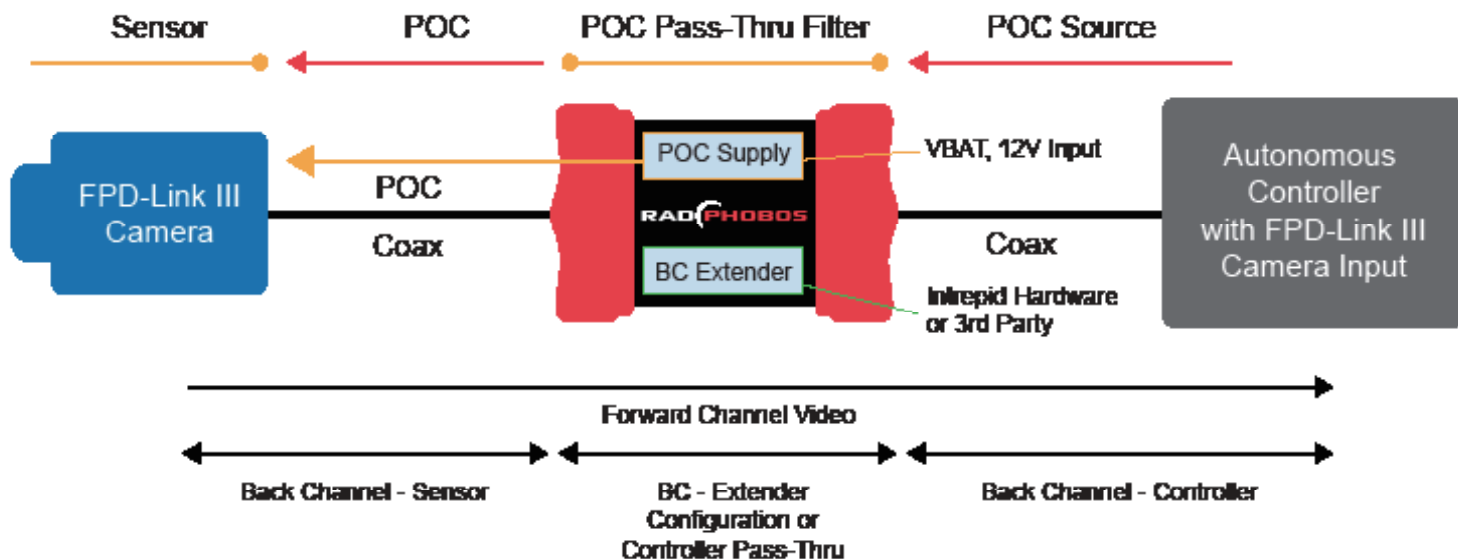 Sensor
POC
POC Pass-Thru Filter
POC Source
POC Supply
VBAT, 12V Input
FPD-Link III
Camera
POC
Coax
RAD PHOBOS
BC Extender
Coax
Intrepid Hardware
or 3rd Party
Autonomous
Controller
with FPD-Link III
Camera Input
Forward Channel Video
Back Channel - Sensor
BC - Extender
Configuration or
Controller Pass-Thru
Back Channel - Controller